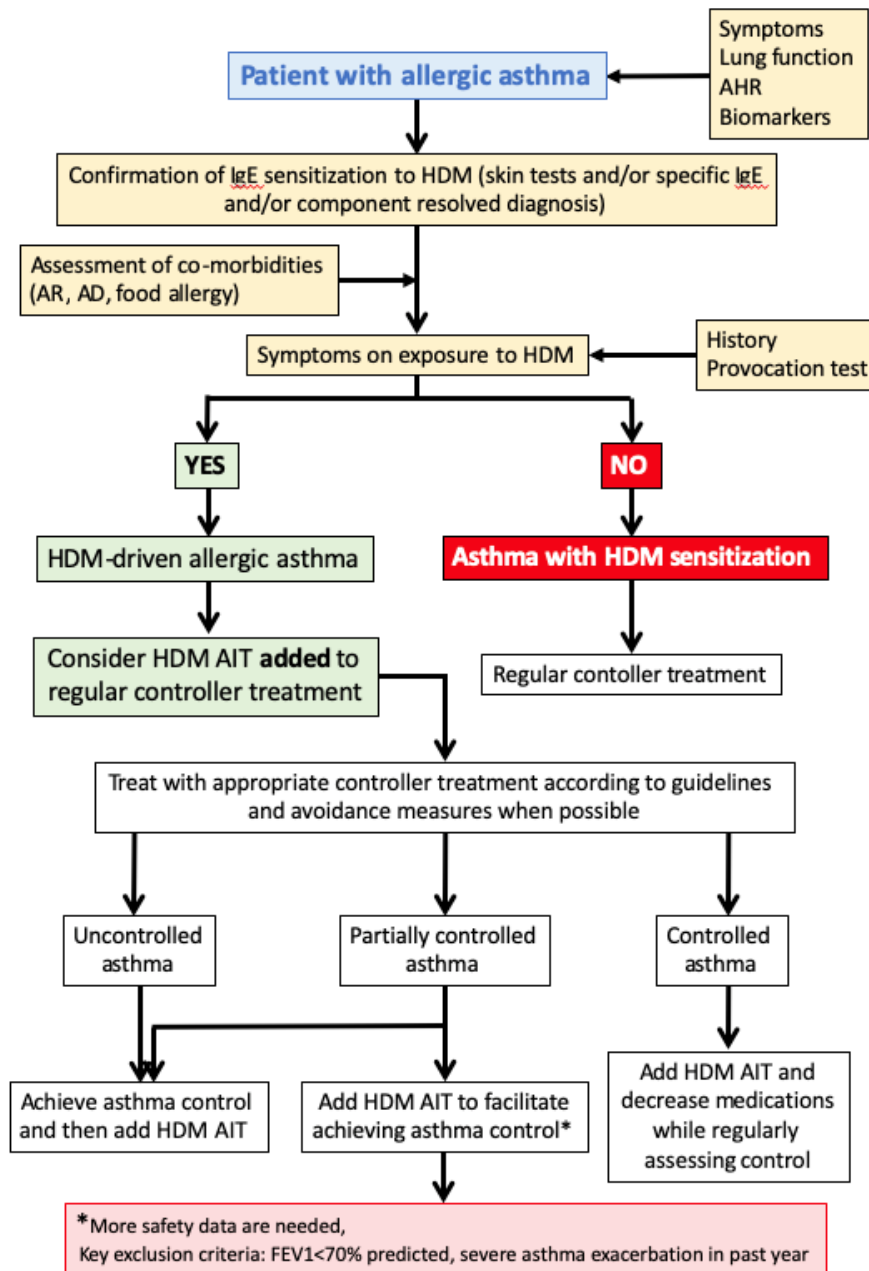 Symptoms
Lung function
AHR
Biomarkers
Patient with allergic asthma
Confirmation of IgE sensitization to HDM (skin tests and/or specific IgE
and/or component resolved diagnosis)
Assessment of co-morbidities
(AR, AD, food allergy)
Symptoms on exposure to HDM
History
Provocation test
YES
NO
HDM-driven allergic asthma
Asthma with HDM sensitization
Consider HDM AIT added to
regular controller treatment
Regular contoller treatment
Treat with appropriate controller treatment according to guidelines
and avoidance measures when possible
Uncontrolled
asthma
Partially controlled
asthma
Controlled
asthma
Achieve asthma control
and then add HDM AIT
Add HDM AIT to facilitate
achieving asthma control*
Add HDM AIT and
decrease medications
while regularly
assessing control
*More safety data are needed,
Key exclusion criteria: FEV1<70% predicted, severe asthma exacerbation in past year